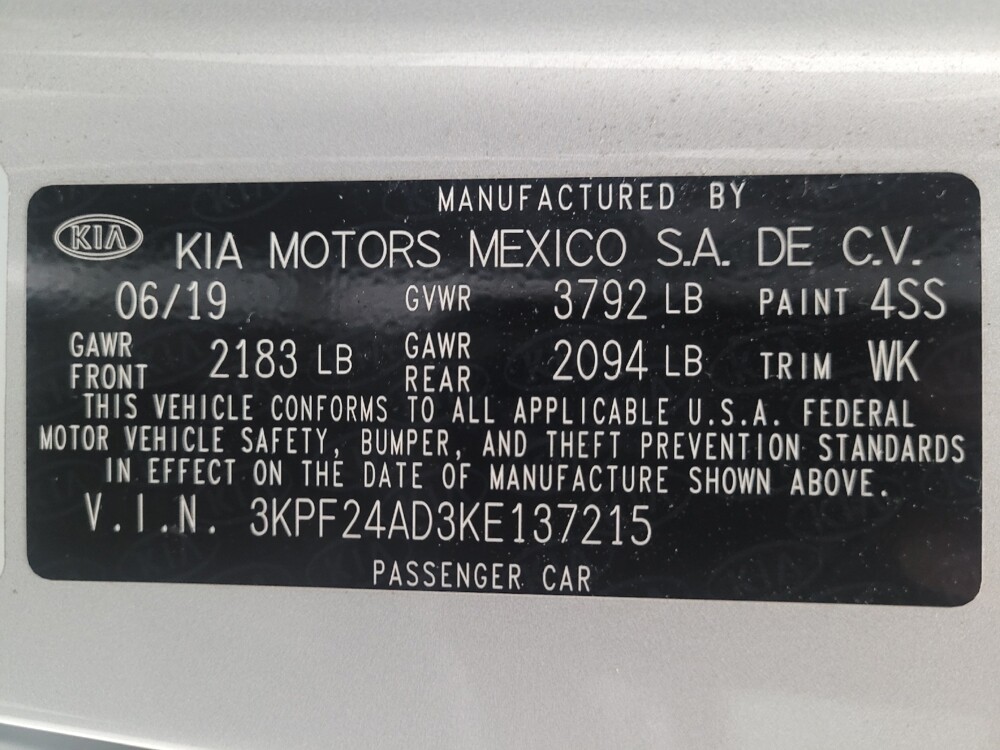 MANUFACTURED BY
KIA KIA MOTORS MEXICO S.A. DE C.V.
06/19 GVWR 3792 LB PAINT 4SS
GAWR FRONT 2183 LB GAWR REAR 2094 LB TRIM WK
THIS VEHICLE CONFORMS TO ALL APPLICABLE U.S.A. FEDERAL
MOTOR VEHICLE SAFETY, BUMPER, AND THEFT PREVENTION STANDARDS
IN EFFECT ON THE DATE OF MANUFACTURE SHOWN ABOVE.
V.I.N. 3KPF24AD3KE137215
PASSENGER CAR